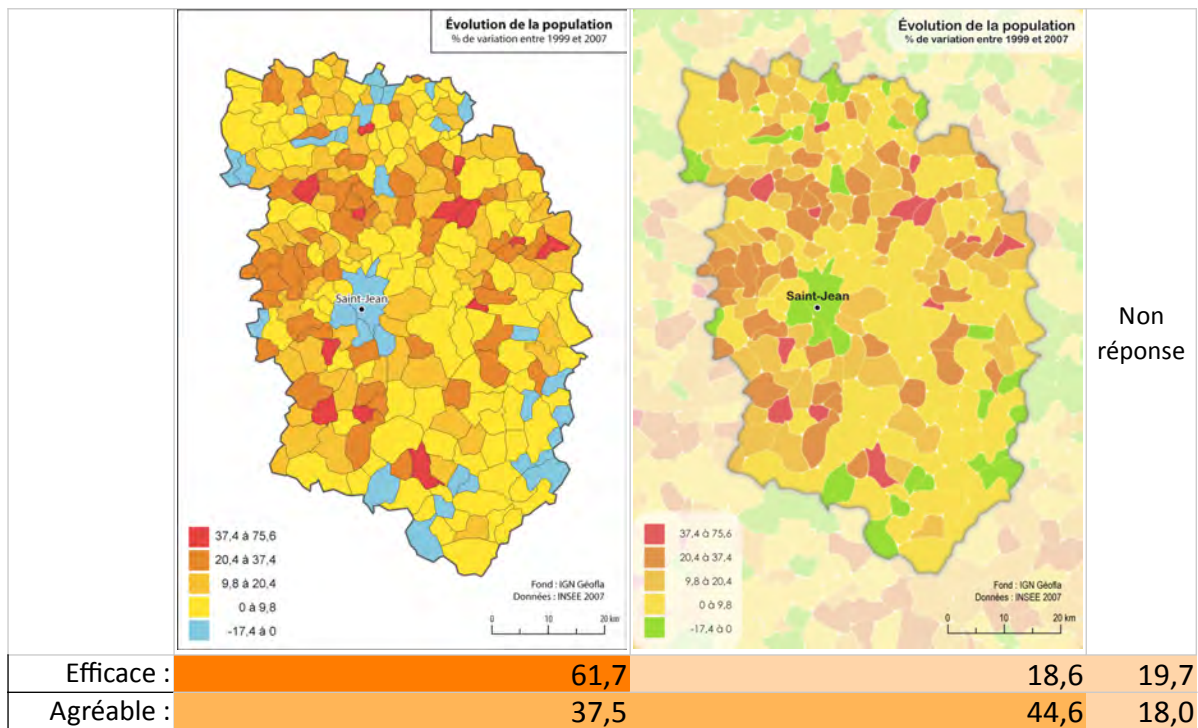 Évolution de la population
% de variation entre 1999 et 2007
Saint-Jean
37,4 à 75,6
20,4 à 37,4
9,8 à 20,4
0 à 9,8
-17,4 à 0
Fond : IGN Géofla
Données : INSEE 2007
0 10 20 km
Évolution de la population
% de variation entre 1999 et 2007
Saint-Jean
37,4 à 75,6
20,4 à 37,4
9,8 à 20,4
0 à 9,8
-17,4 à 0
Fond : IGN Géofla
Données : INSEE 2007
0 10 20 km
Non
réponse
Efficace : 61,7 18,6 19,7
Agréable : 37,5 44,6 18,0